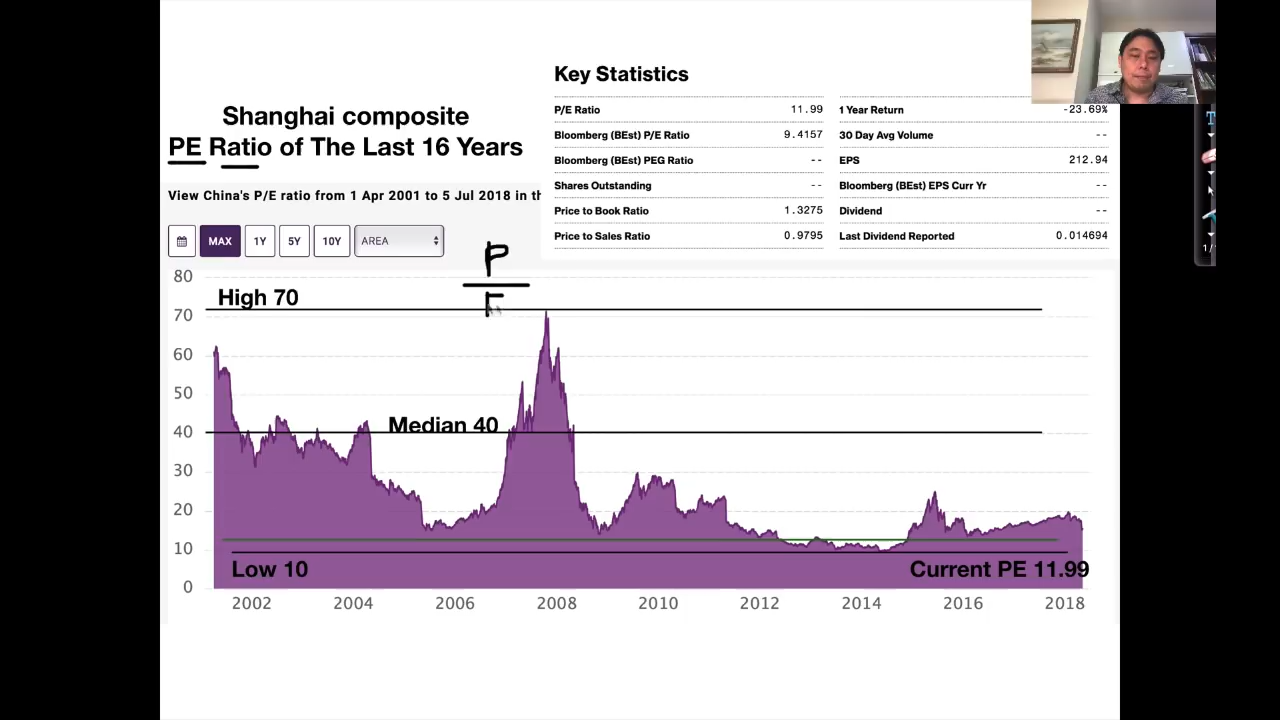 Shanghai composite
PE Ratio of The Last 16 Years
View China's P/E ratio from 1 Apr 2001 to 5 Jul 2018 in th
MAX 1Y 5Y 10Y AREA
Key Statistics
P/E Ratio 11.99
Bloomberg (BEst) P/E Ratio 9.4157
Bloomberg (BEst) PEG Ratio --
Shares Outstanding --
Price to Book Ratio 1.3275
Price to Sales Ratio 0.9795
1 Year Return -23.69%
30 Day Avg Volume --
EPS 212.94
Bloomberg (BEst) EPS Curr Yr --
Dividend --
Last Dividend Reported 0.014694
P
80
High 70
70
60
50
Median 40
40
30
20
10
Low 10
Current PE 11.99
0
2002 2004 2006 2008 2010 2012 2014 2016 2018